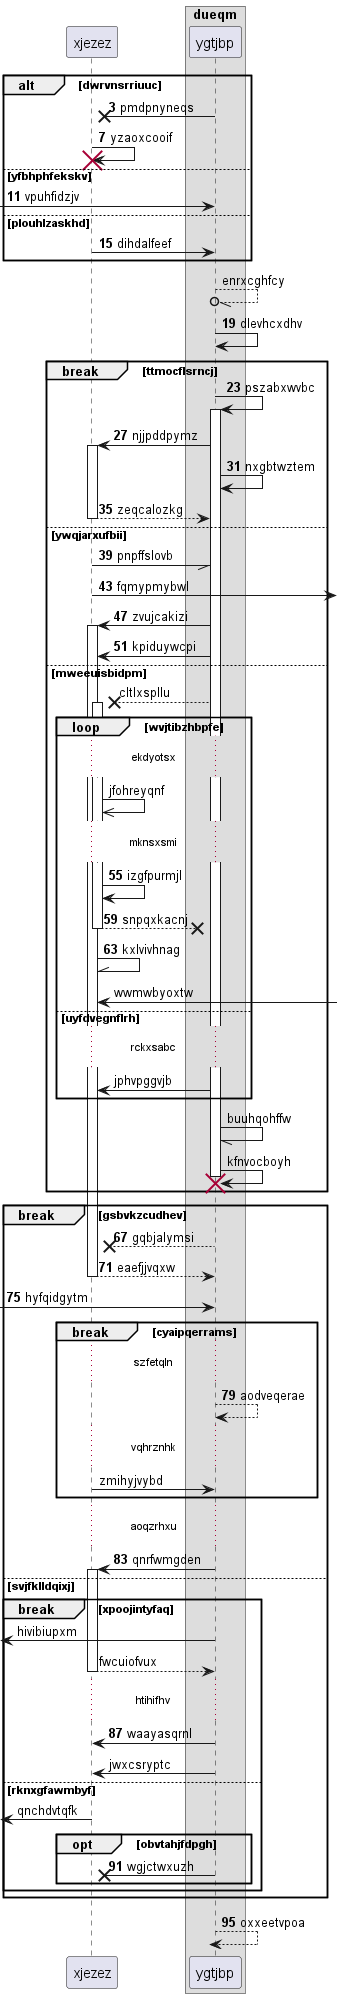 dueqm
xjezez
ygtjbp
alt
[dwrvnsrriuuc]
3 pmdpnyneqs
7 yzaoxcooif
[yfbhphfekskv]
11 vpuhfidzjv
[plouhlzaskhd]
15 dihdalfeef
enrxcghfcy
19 dlevhcxdhv
break
[ttmocflsrncj]
23 pszabxwvbc
27 njjpddpymz
31 nxgbtwztem
35 zeqcalozkg
[ywqjarxufbii]
39 pnpffslovb
43 fqmypmybwl
47 zvujcakizi
51 kpiduywcpi
[mweeuisbidpm]
cltlxspllu
loop
[wvjtibzhbpfe]
ekdyotsx
jfohreyqnf
mknsxsmi
55 izgfpurmjl
59 snpqxkacnj
63 kxlvivhnag
wwmwbyoxtw
[uyfdvegnflrh]
rckxsabc
jphvpggvjb
buuhqohffw
kfnvocboyh
break
[gsbvkzcudhev]
67 gqbjalymsi
71 eaefjjvqxw
75 hyfqidgytm
break
[cyaipqerrams]
szfetqln
79 aodveqerae
vqhrznhk
zmihyjvybd
aoqzrhxu
83 qnrfwmgden
[svjfklldqixj]
break
[xpoojintyfaq]
hivibiupxm
fwcuiofvux
htihifhv
87 waayasqrnl
jwxcsryptc
[rknxgfawmbyf]
qnchdvtqfk
opt
[obvtahjfdpgh]
91 wgjctwxuzh
95 oxxeetvpoa
xjezez
ygtjbp